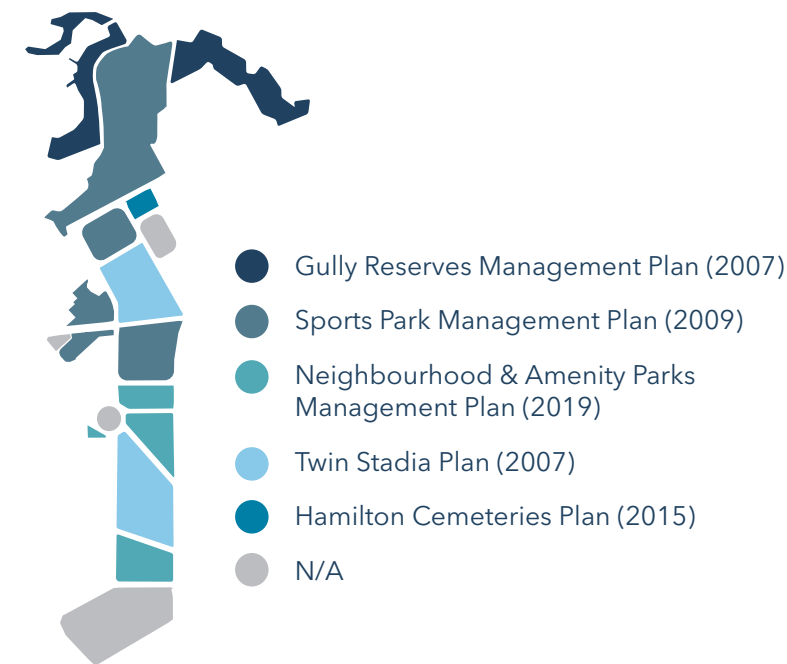 Gully Reserves Management Plan (2007)
Sports Park Management Plan (2009)
Neighbourhood & Amenity Parks
Management Plan (2019)
Twin Stadia Plan (2007)
Hamilton Cemeteries Plan (2015)
N/A